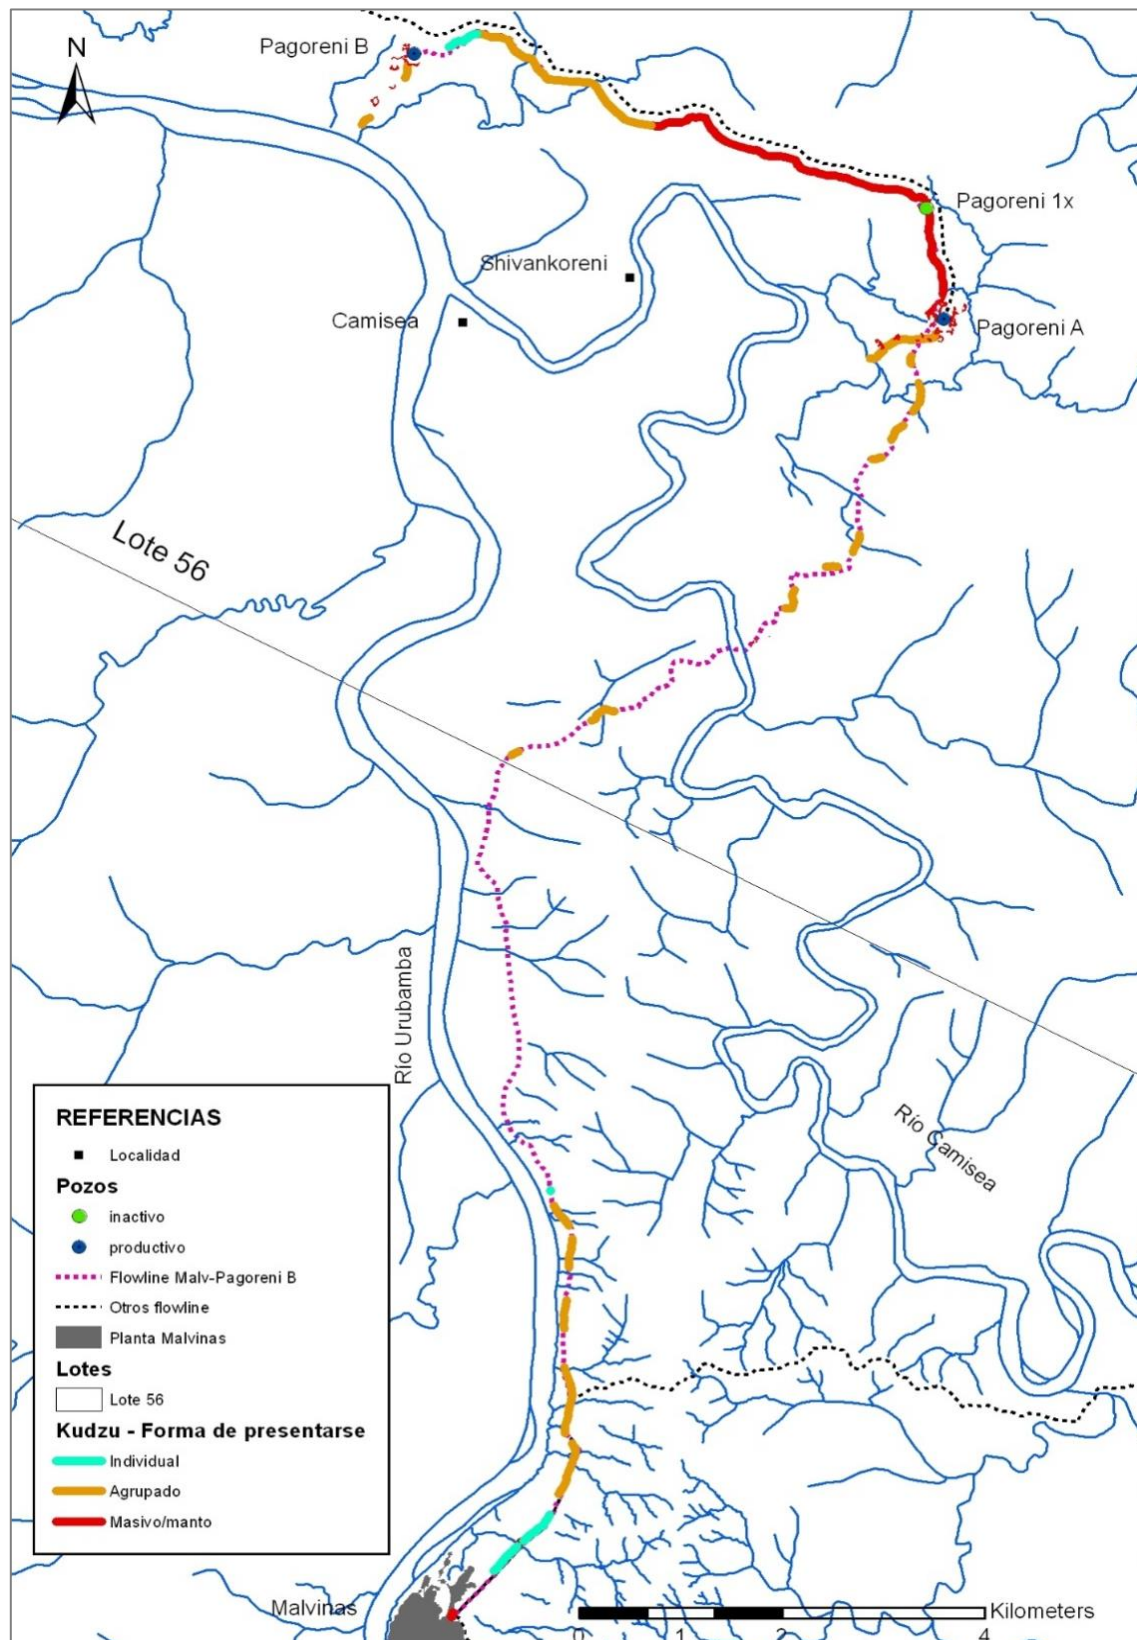 Pagoreni B
N
Pagoreni 1x
Shivankoreni
Camisea
Pagoreni A
Lote 56
Río Urubamba
Río Camisea
REFERENCIAS
Localidad
Pozos
inactivo
productivo
Flowline Malv-Pagoreni B
Otros flowline
Planta Malvinas
Lotes
Lote 56
Kudzu - Forma de presentarse
Individual
Agrupado
Masivo/manto
Malvinas
Kilometers
0 1 2 4